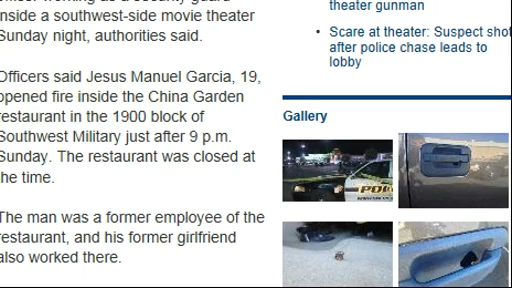 inside a southwest-side movie theater
Sunday night, authorities said.
Officers said Jesus Manuel Garcia, 19,
opened fire inside the China Garden
restaurant in the 1900 block of
Southwest Military just after 9 p.m.
Sunday. The restaurant was closed at
the time.
The man was a former employee of the
restaurant, and his former girlfriend
also worked there.
theater gunman
• Scare at theater: Suspect shot
after police chase leads to
lobby
Gallery
POL